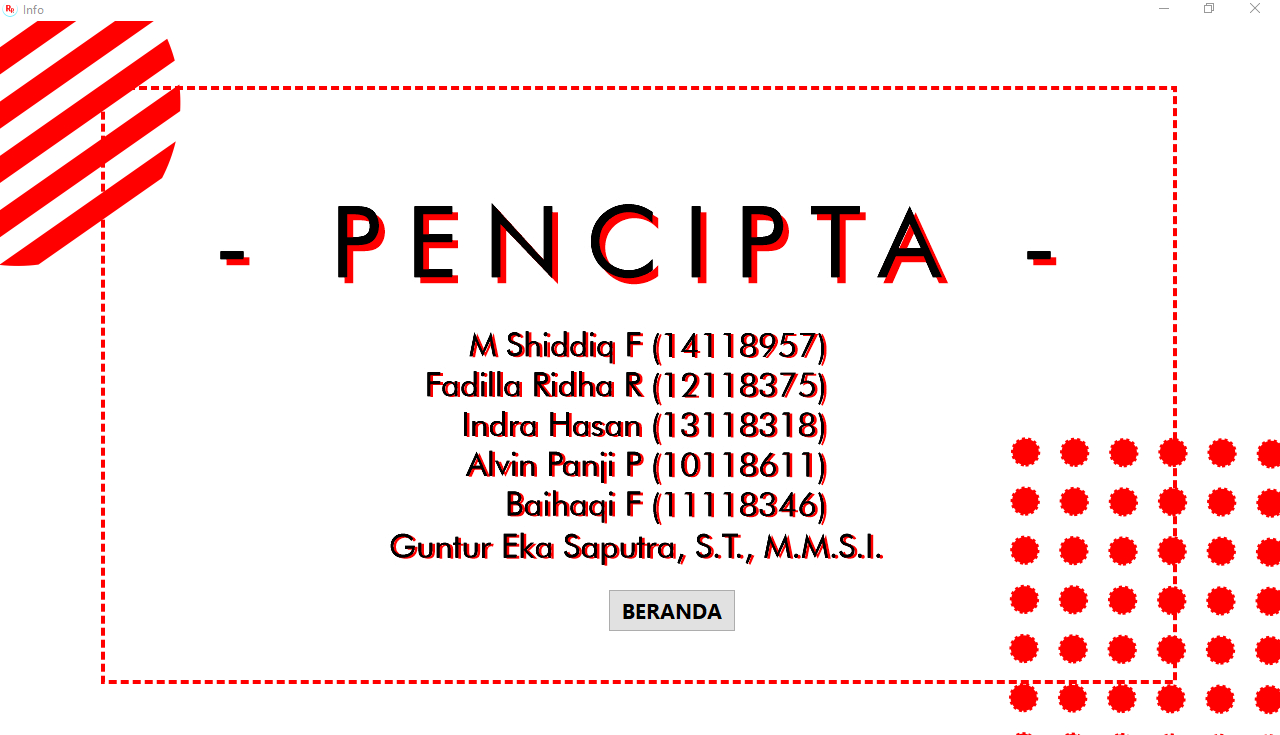 Info
- PENCIPTA -
M Shiddiq F (14118957)
Fadilla Ridha R (12118375)
Indra Hasan (13118318)
Alvin Panji P (10118611)
Baihaqi F (11118346)
Guntur Eka Saputra, S.T., M.M.S.I.
BERANDA